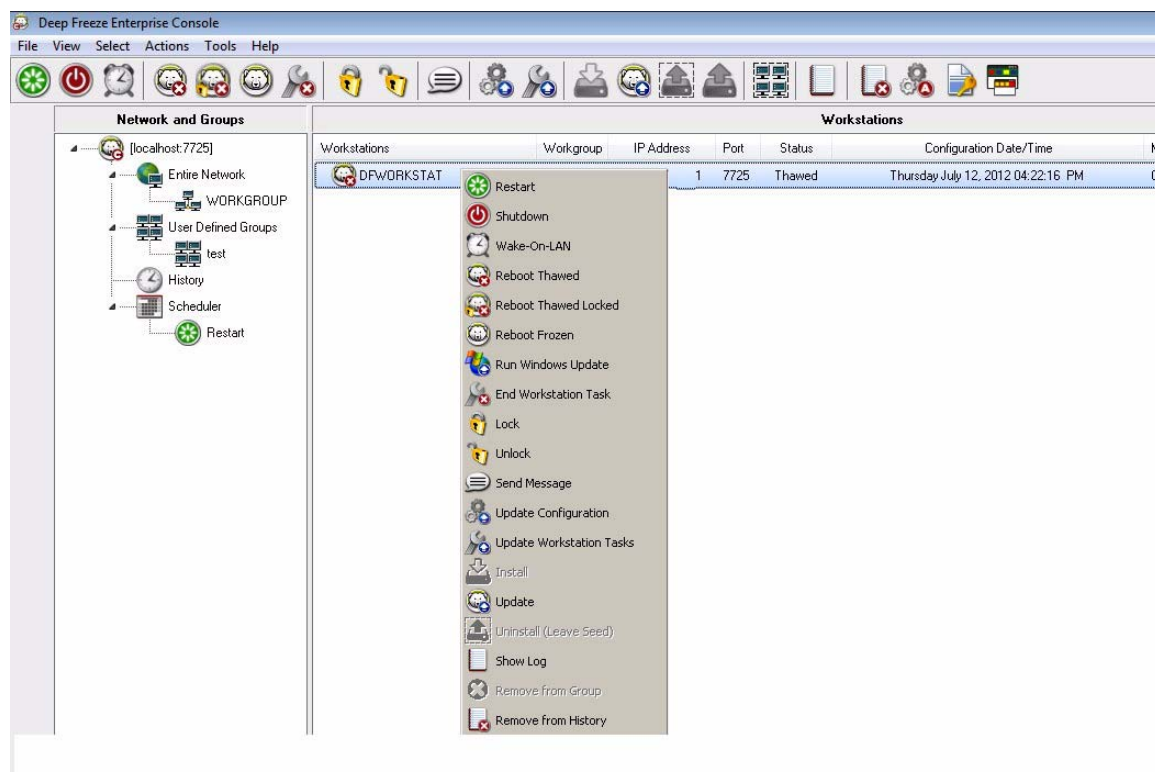 Deep Freeze Enterprise Console
File View Select Actions Tools Help
Network and Groups
Workstations
[localhost:7725]
Entire Network
WORKGROUP
User Defined Groups
test
History
Scheduler
Restart
Workstations Workgroup IP Address Port Status Configuration Date/Time
DFWORKSTAT 1 7725 Thawed Thursday July 12, 2012 04:22:16 PM
Restart
Shutdown
Wake-On-LAN
Reboot Thawed
Reboot Thawed Locked
Reboot Frozen
Run Windows Update
End Workstation Task
Lock
Unlock
Send Message
Update Configuration
Update Workstation Tasks
Install
Update
Uninstall (Leave Seed)
Show Log
Remove from Group
Remove from History